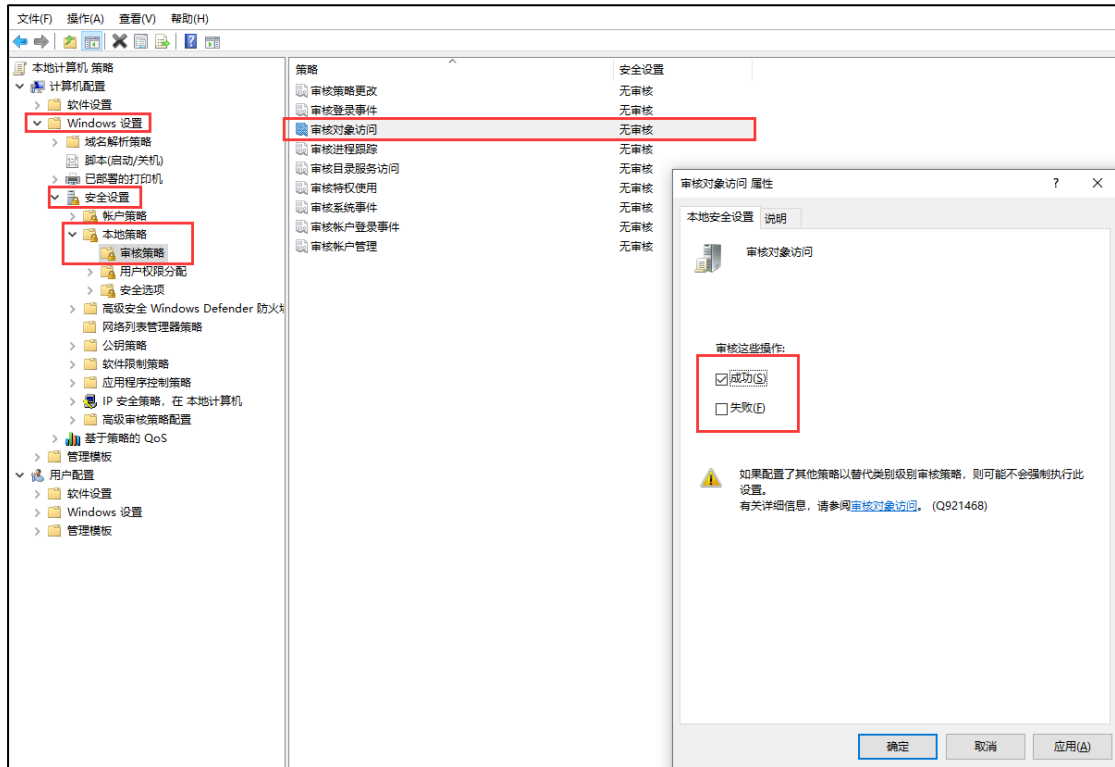 文件(F) 操作(A) 查看(V) 帮助(H)
本地计算机 策略
计算机配置
软件设置
Windows 设置
域名解析策略
脚本(启动/关机)
已部署的打印机
安全设置
帐户策略
本地策略
审核策略
用户权限分配
安全选项
高级安全 Windows Defender 防火
网络列表管理器策略
公钥策略
软件限制策略
应用程序控制策略
IP 安全策略，在 本地计算机
高级审核策略配置
基于策略的 QoS
管理模板
用户配置
软件设置
Windows 设置
管理模板
策略 安全设置
审核策略更改 无审核
审核登录事件 无审核
审核对象访问 无审核
审核进程跟踪 无审核
审核目录服务访问 无审核
审核特权使用 无审核
审核系统事件 无审核
审核帐户登录事件 无审核
审核帐户管理 无审核
审核对象访问 属性 ? ×
本地安全设置 说明
审核对象访问
审核这些操作:
成功(S)
失败(F)
如果配置了其他策略以替代类别级别审核策略，则可能不会强制执行此
设置。
有关详细信息，请参阅审核对象访问。 (Q921468)
确定 取消 应用(A)